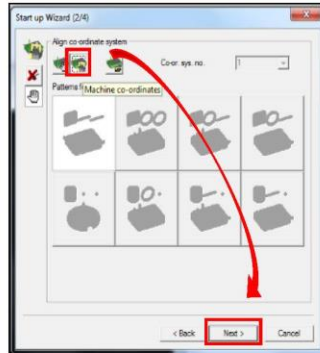 Start up Wizard (2/4)
Align co-ordinate system
Co-or. sys. no.
1
Machine co-ordinates
< Back
Next >
Cancel